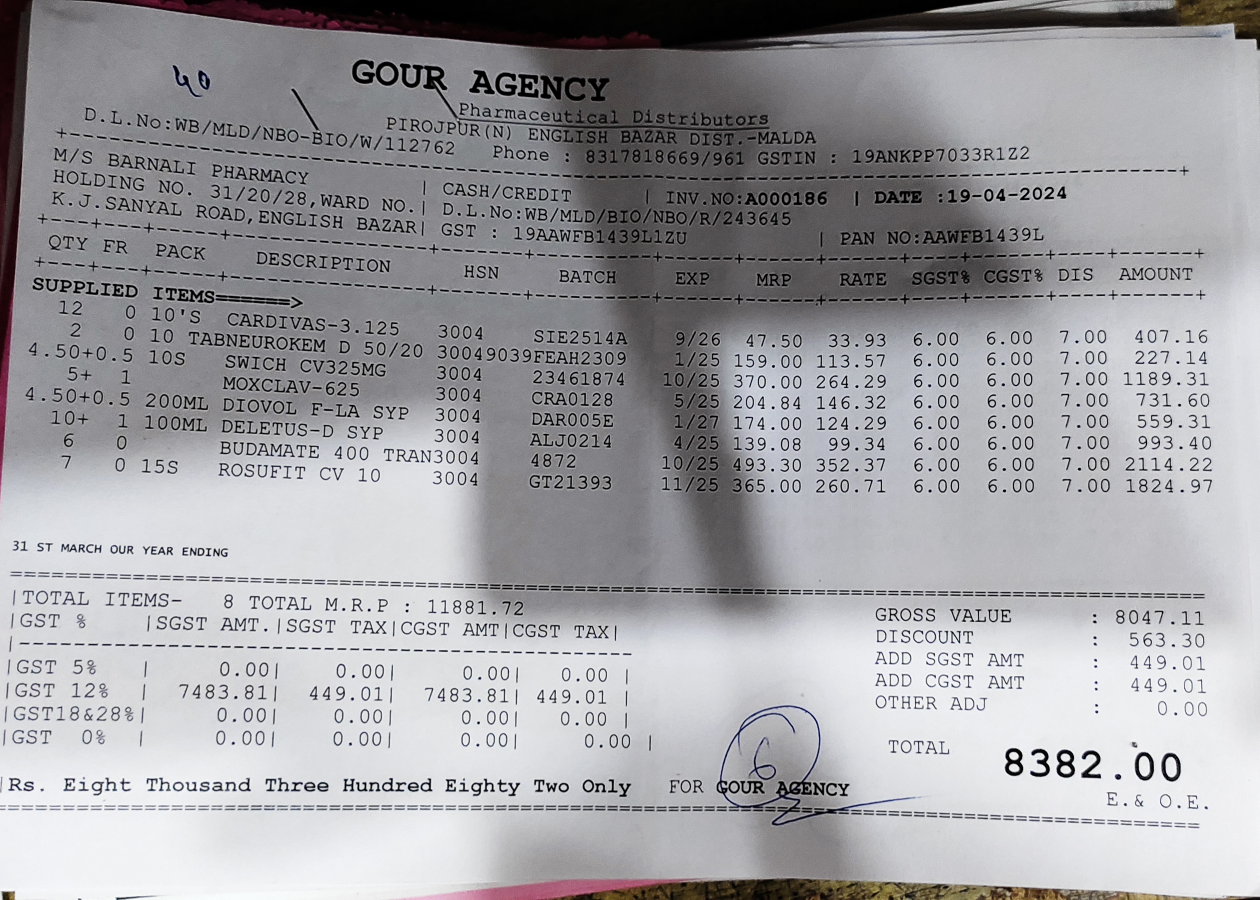 40
GOUR AGENCY
Pharmaceutical Distributors
PIROJPUR(N) ENGLISH BAZAR DIST.-MALDA
D.L.No:WB/MLD/NBO-BIO/W/112762 Phone : 8317818669/961 GSTIN : 19ANKPP7033R1Z2
M/S BARNALI PHARMACY | CASH/CREDIT | INV.NO:A000186 | DATE :19-04-2024
HOLDING NO. 31/20/28,WARD NO.| D.L.No:WB/MLD/BIO/NBO/R/243645
K.J.SANYAL ROAD,ENGLISH BAZAR| GST : 19AAWFB1439L1ZU | PAN NO:AAWFB1439L
QTY FR PACK DESCRIPTION HSN BATCH EXP MRP RATE SGST% CGST% DIS AMOUNT
SUPPLIED ITEMS======>
12 0 10'S CARDIVAS-3.125 3004 SIE2514A 9/26 47.50 33.93 6.00 6.00 7.00 407.16
2 0 10 TABNEUROKEM D 50/20 30049039FEAH2309 1/25 159.00 113.57 6.00 6.00 7.00 227.14
4.50+0.5 10S SWICH CV325MG 3004 23461874 10/25 370.00 264.29 6.00 6.00 7.00 1189.31
5+ 1 MOXCLAV-625 3004 CRA0128 5/25 204.84 146.32 6.00 6.00 7.00 731.60
4.50+0.5 200ML DIOVOL F-LA SYP 3004 DAR005E 1/27 174.00 124.29 6.00 6.00 7.00 559.31
10+ 1 100ML DELETUS-D SYP 3004 ALJ0214 4/25 139.08 99.34 6.00 6.00 7.00 993.40
6 0 BUDAMATE 400 TRAN3004 4872 10/25 493.30 352.37 6.00 6.00 7.00 2114.22
7 0 15S ROSUFIT CV 10 3004 GT21393 11/25 365.00 260.71 6.00 6.00 7.00 1824.97
31 ST MARCH OUR YEAR ENDING
|TOTAL ITEMS- 8 TOTAL M.R.P : 11881.72 GROSS VALUE : 8047.11
|GST % |SGST AMT.|SGST TAX|CGST AMT|CGST TAX| DISCOUNT : 563.30
|GST 5% | 0.00| 0.00| 0.00| 0.00 | ADD SGST AMT : 449.01
|GST 12% | 7483.81| 449.01| 7483.81| 449.01 | ADD CGST AMT : 449.01
|GST18&28%| 0.00| 0.00| 0.00| 0.00 | OTHER ADJ : 0.00
|GST 0% | 0.00| 0.00| 0.00| 0.00 | TOTAL 8382.00
|Rs. Eight Thousand Three Hundred Eighty Two Only FOR GOUR AGENCY
6
E.& O.E.